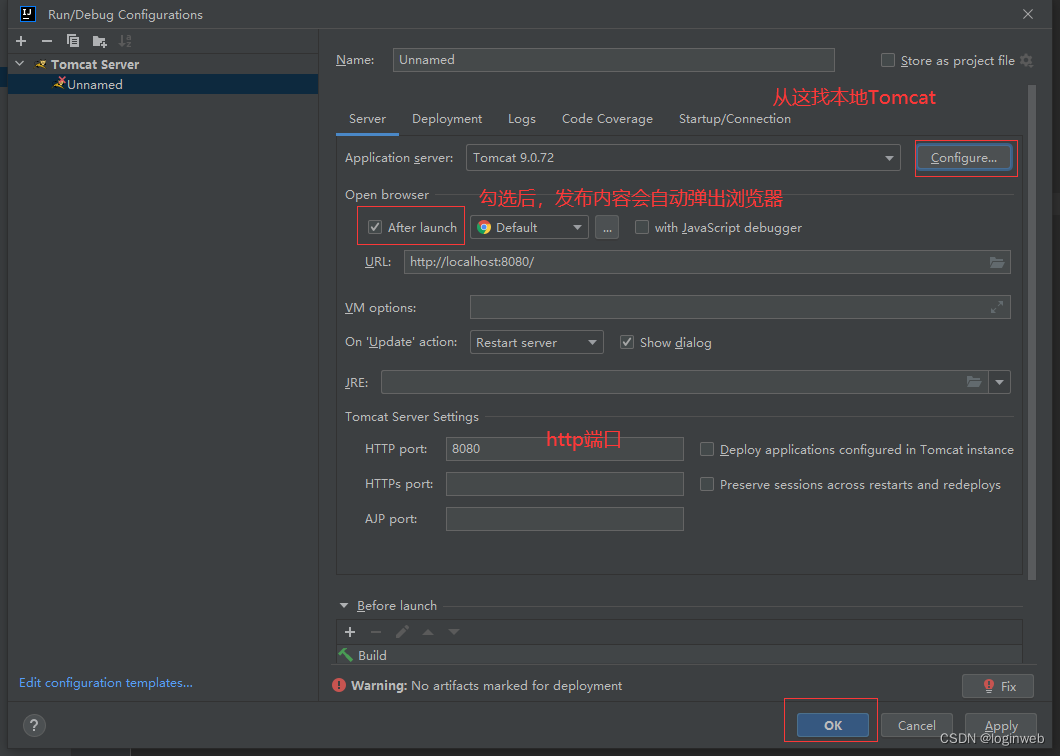 Run/Debug Configurations
Tomcat Server
Unnamed
Name: Unnamed Store as project file
从这找本地Tomcat
Server Deployment Logs Code Coverage Startup/Connection
Application server: Tomcat 9.0.72 Configure...
Open browser
勾选后，发布内容会自动弹出浏览器
After launch Default ... with JavaScript debugger
URL: http://localhost:8080/
VM options:
On 'Update' action: Restart server Show dialog
JRE:
Tomcat Server Settings
http端口
HTTP port: 8080 Deploy applications configured in Tomcat instance
HTTPs port: Preserve sessions across restarts and redeploys
AJP port:
Before launch
Build
Edit configuration templates...
Warning: No artifacts marked for deployment Fix
? OK Cancel Apply
CSDN @loginweb